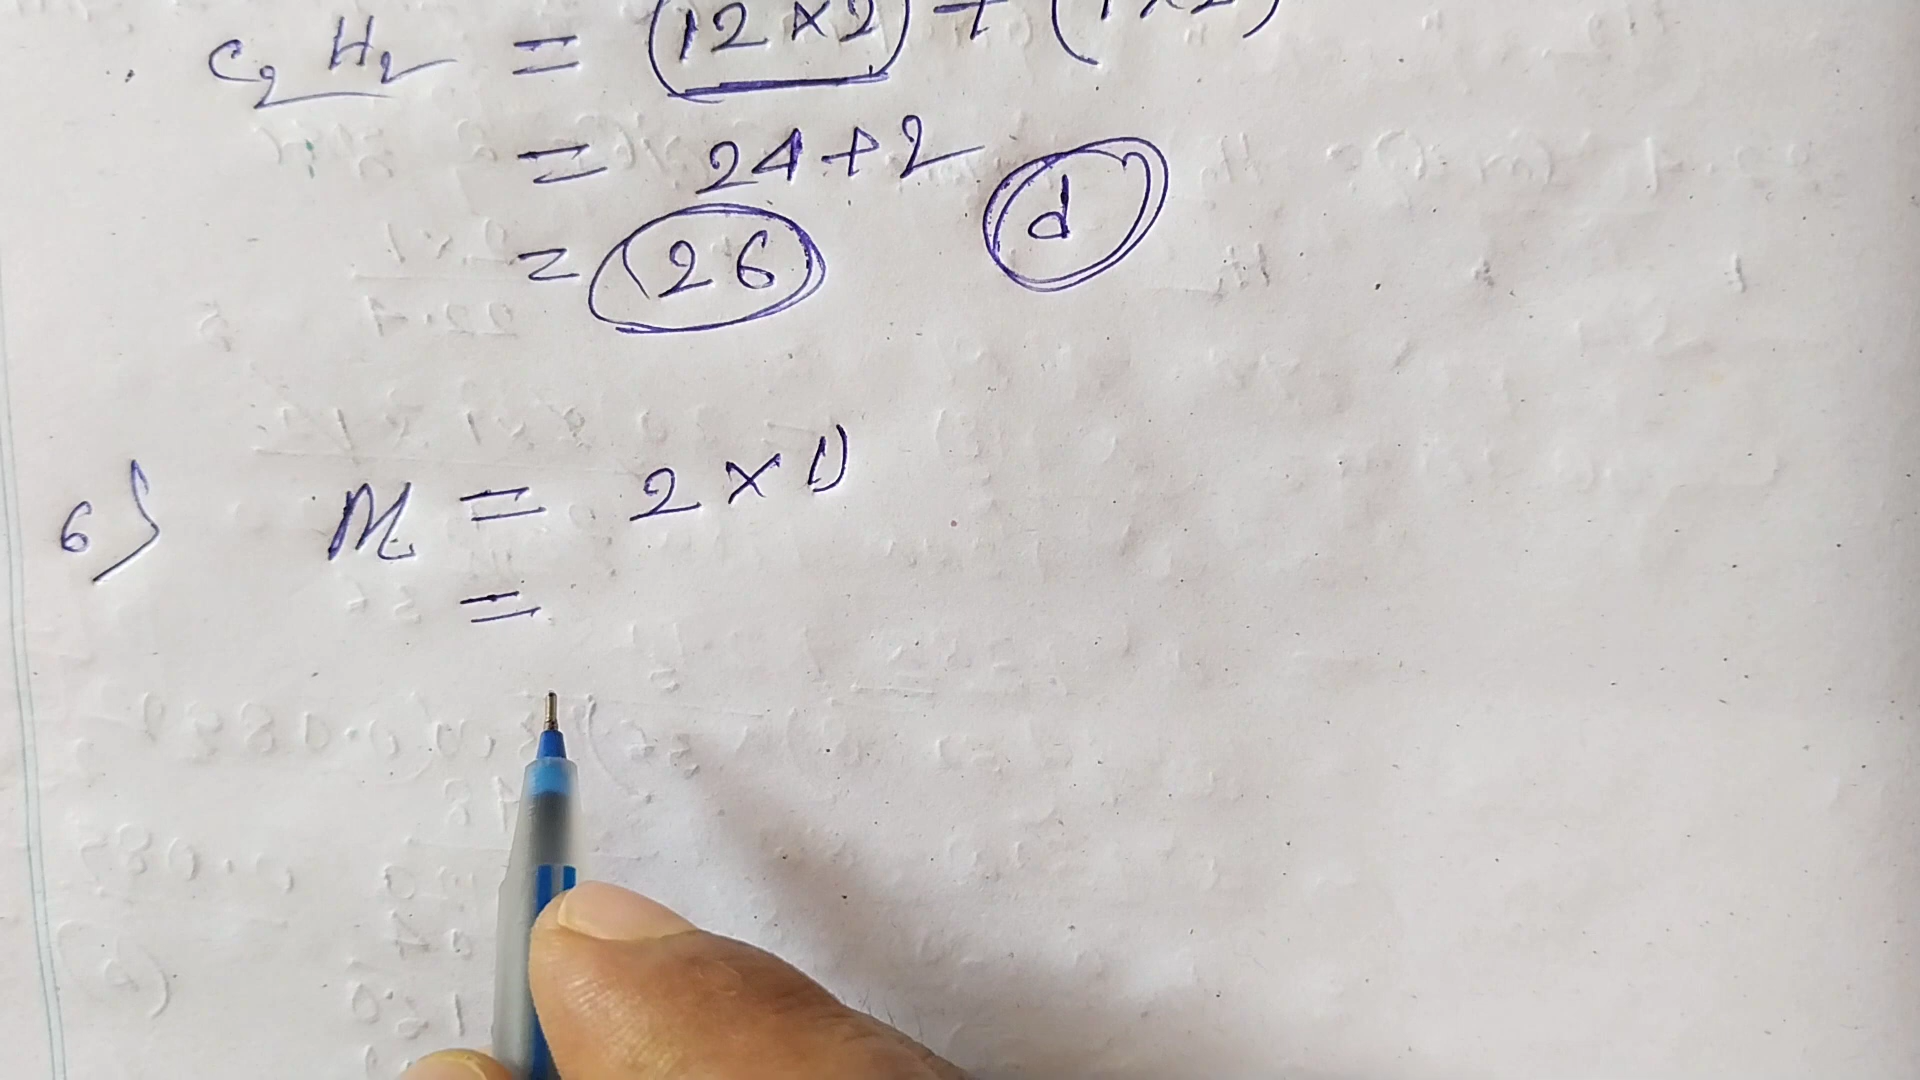 C₂H₂ = (12×2) + (1×2)
= 24+2
= 26 d
6) M = 2×D
=